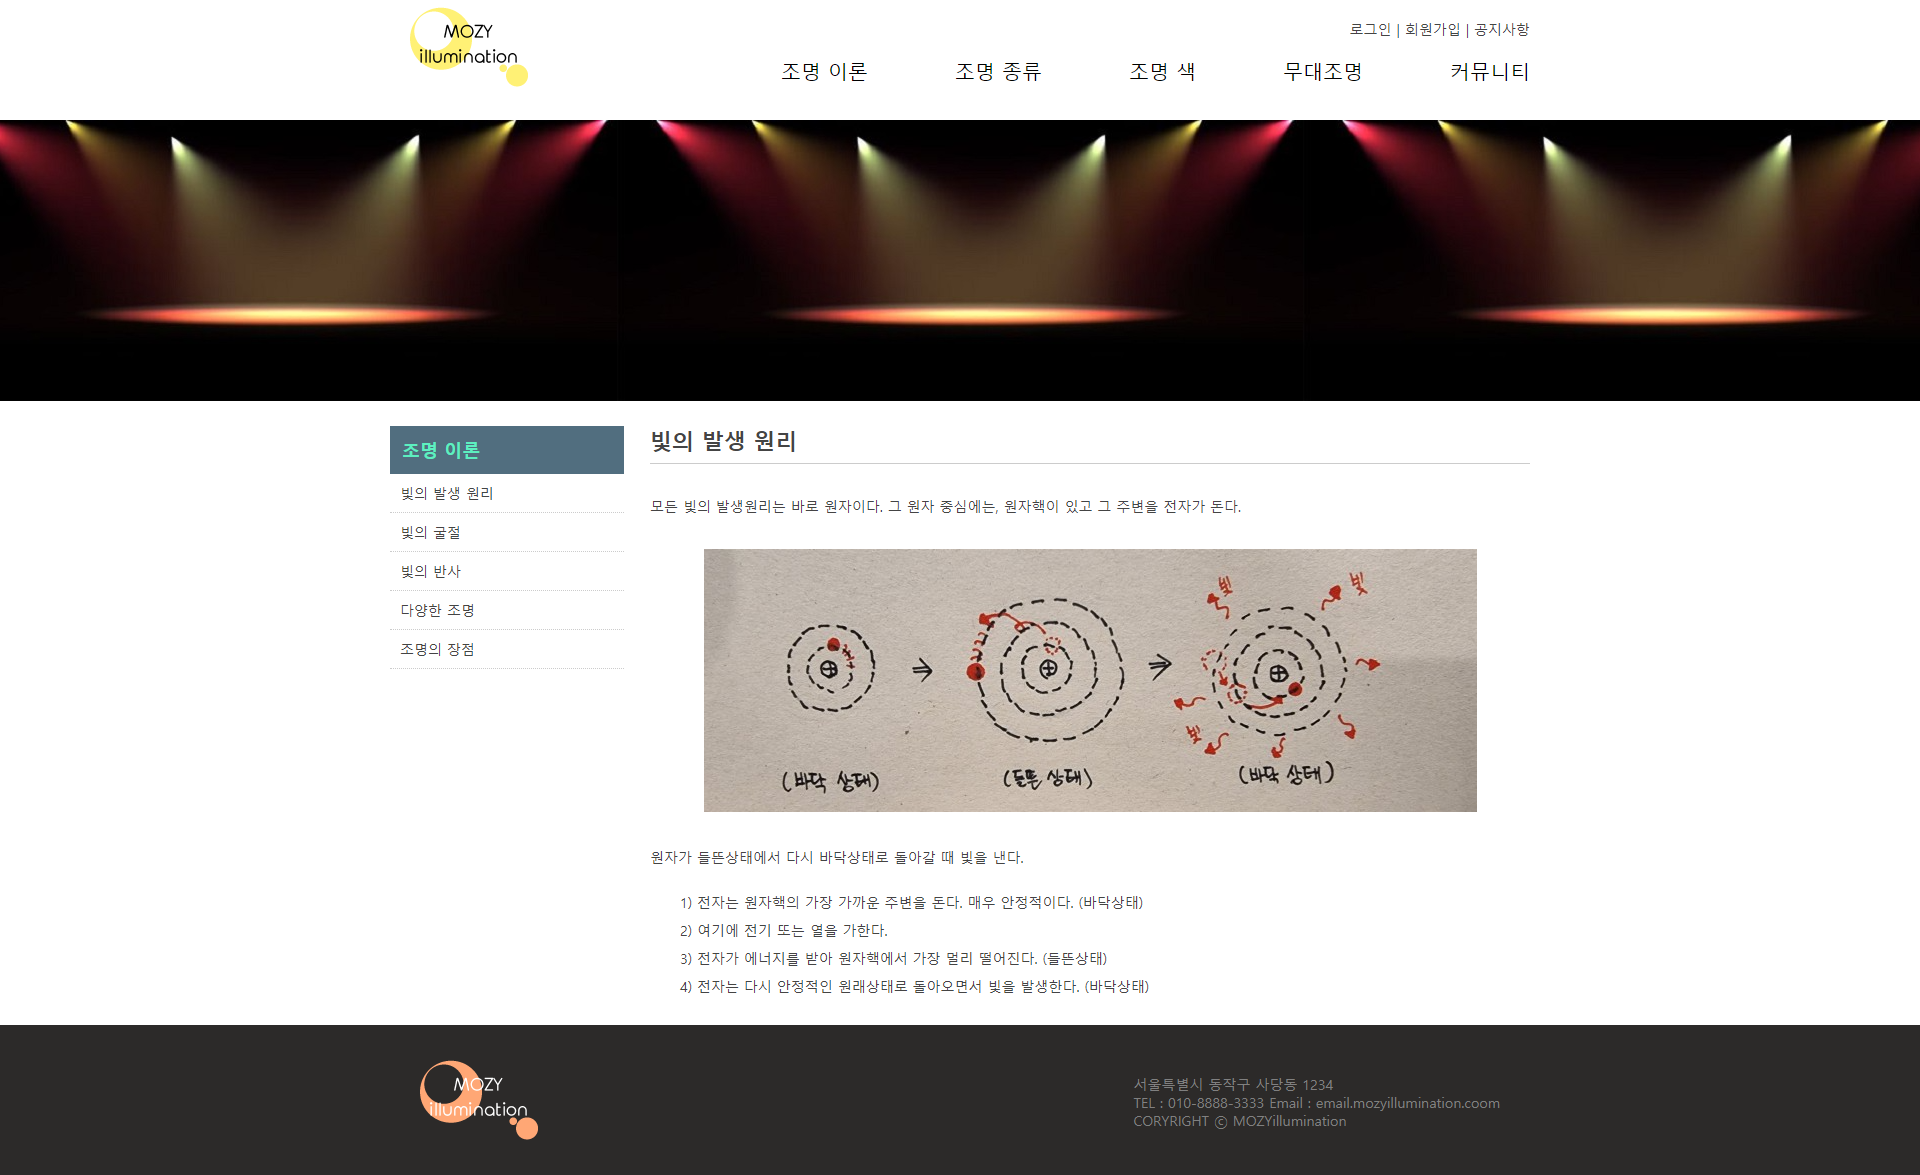 MOZY
illumination
로그인 | 회원가입 | 공지사항
조명 이론
조명 종류
조명 색
무대조명
커뮤니티
조명 이론
빛의 발생 원리
빛의 굴절
빛의 반사
다양한 조명
조명의 장점
빛의 발생 원리
모든 빛의 발생원리는 바로 원자이다. 그 원자 중심에는, 원자핵이 있고 그 주변을 전자가 돈다.
빛
빛
빛
(바닥 상태)
(들뜬 상태)
(바닥 상태)
원자가 들뜬상태에서 다시 바닥상태로 돌아갈 때 빛을 낸다.
1) 전자는 원자핵의 가장 가까운 주변을 돈다. 매우 안정적이다. (바닥상태)
2) 여기에 전기 또는 열을 가한다.
3) 전자가 에너지를 받아 원자핵에서 가장 멀리 떨어진다. (들뜬상태)
4) 전자는 다시 안정적인 원래상태로 돌아오면서 빛을 발생한다. (바닥상태)
MOZY
illumination
서울특별시 동작구 사당동 1234
TEL : 010-8888-3333 Email : email.mozyillumination.coom
CORYRIGHT ⓒ MOZYillumination